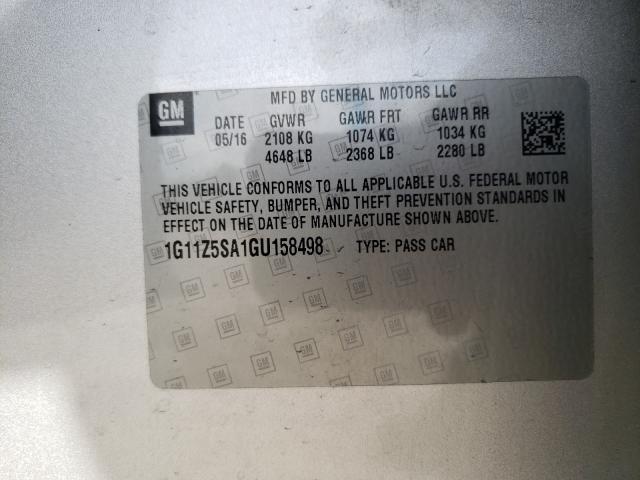 GM
MFD BY GENERAL MOTORS LLC
DATE GVWR GAWR FRT GAWR RR
05/16 2108 KG 1074 KG 1034 KG
4648 LB 2368 LB 2280 LB
THIS VEHICLE CONFORMS TO ALL APPLICABLE U.S. FEDERAL MOTOR
VEHICLE SAFETY, BUMPER, AND THEFT PREVENTION STANDARDS IN
EFFECT ON THE DATE OF MANUFACTURE SHOWN ABOVE.
1G11Z5SA1GU158498 TYPE: PASS CAR